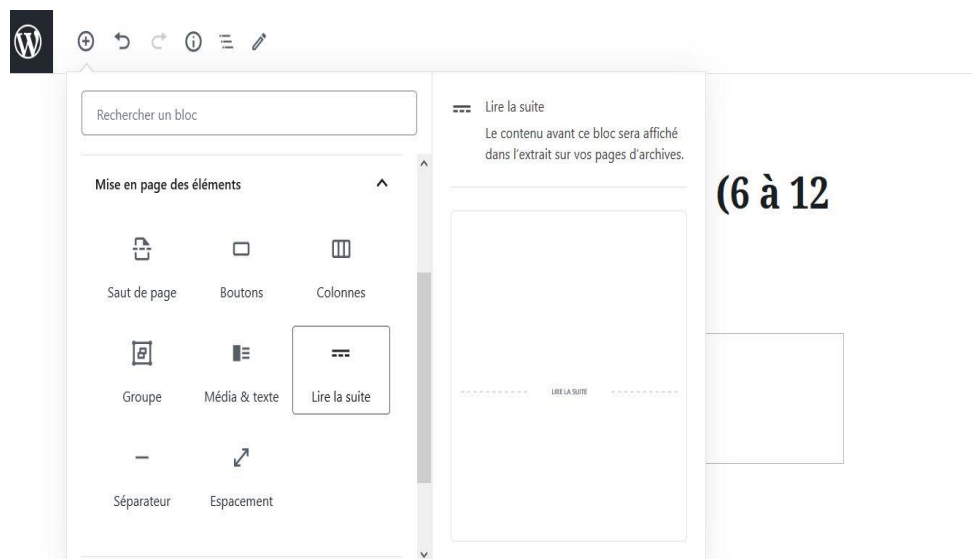 Rechercher un bloc
Mise en page des éléments
Saut de page
Boutons
Colonnes
Groupe
Média & texte
Lire la suite
Séparateur
Espacement
Lire la suite
Le contenu avant ce bloc sera affiché
dans l'extrait sur vos pages d'archives.
LIRE LA SUITE
(6 à 12